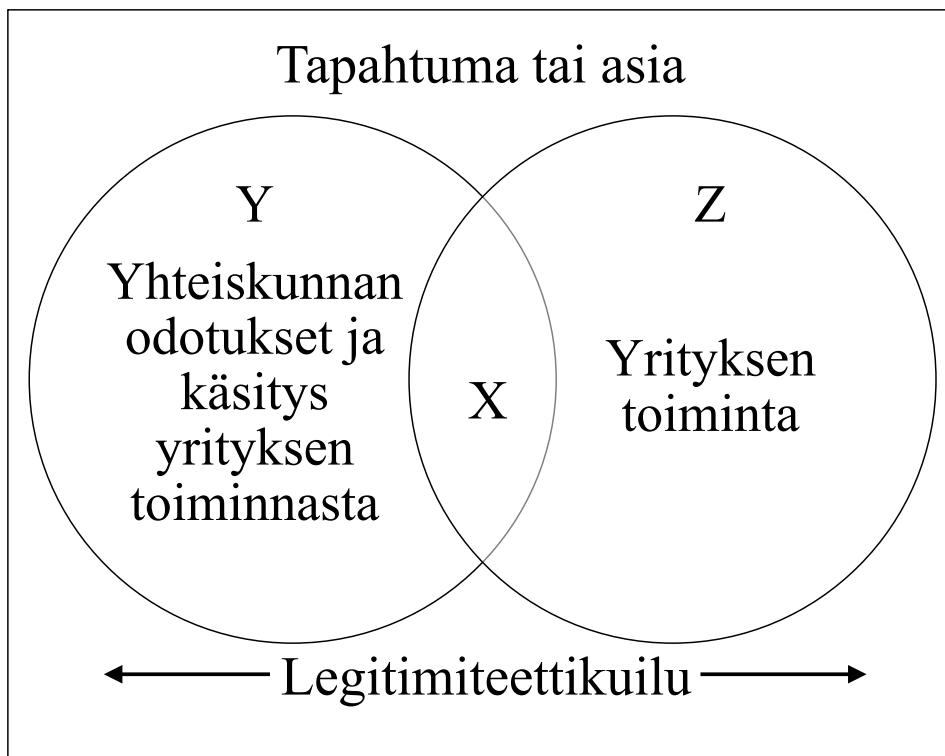 Tapahtuma tai asia
Y
Yhteiskunnan
odotukset ja
käsitys
yrityksen
toiminnasta
X
Z
Yrityksen
toiminta
Legitimiteettikuilu